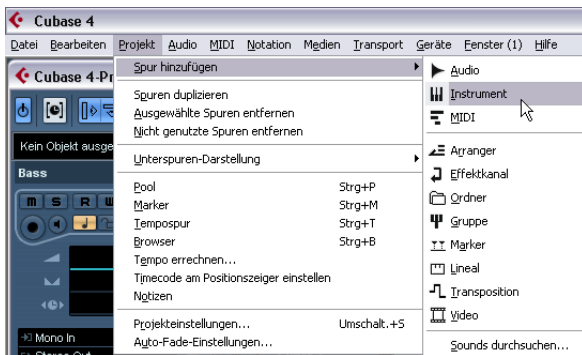 Cubase 4
Datei Bearbeiten Projekt Audio MIDI Notation Medien Transport Geräte Fenster (1) Hilfe
Cubase 4-Pr
Kein Objekt ausge
Bass
M S R W
Mono In
Stereo Out
Spur hinzufügen
Spuren duplizieren
Ausgewählte Spuren entfernen
Nicht genutzte Spuren entfernen
Unterspuren-Darstellung
Pool Strg+P
Marker Strg+M
Tempospur Strg+T
Browser Strg+B
Tempo errechnen...
Timecode am Positionszeiger einstellen
Notizen
Projekteinstellungen... Umschalt.+S
Auto-Fade-Einstellungen...
Audio
Instrument
MIDI
Arranger
Effektkanal
Ordner
Gruppe
Marker
Lineal
Transposition
Video
Sounds durchsuchen...